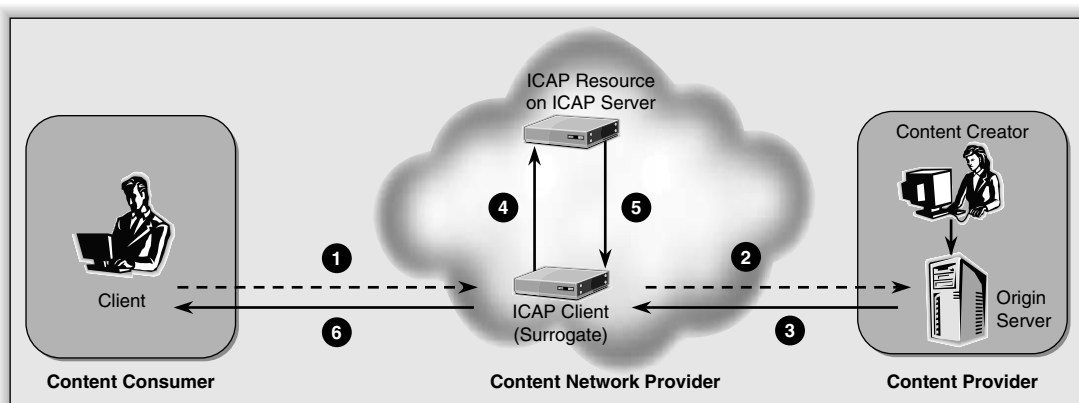 ICAP Resource
on ICAP Server
Content Creator
4
5
1
2
Client
ICAP Client
(Surrogate)
Origin
Server
6
3
Content Consumer
Content Network Provider
Content Provider